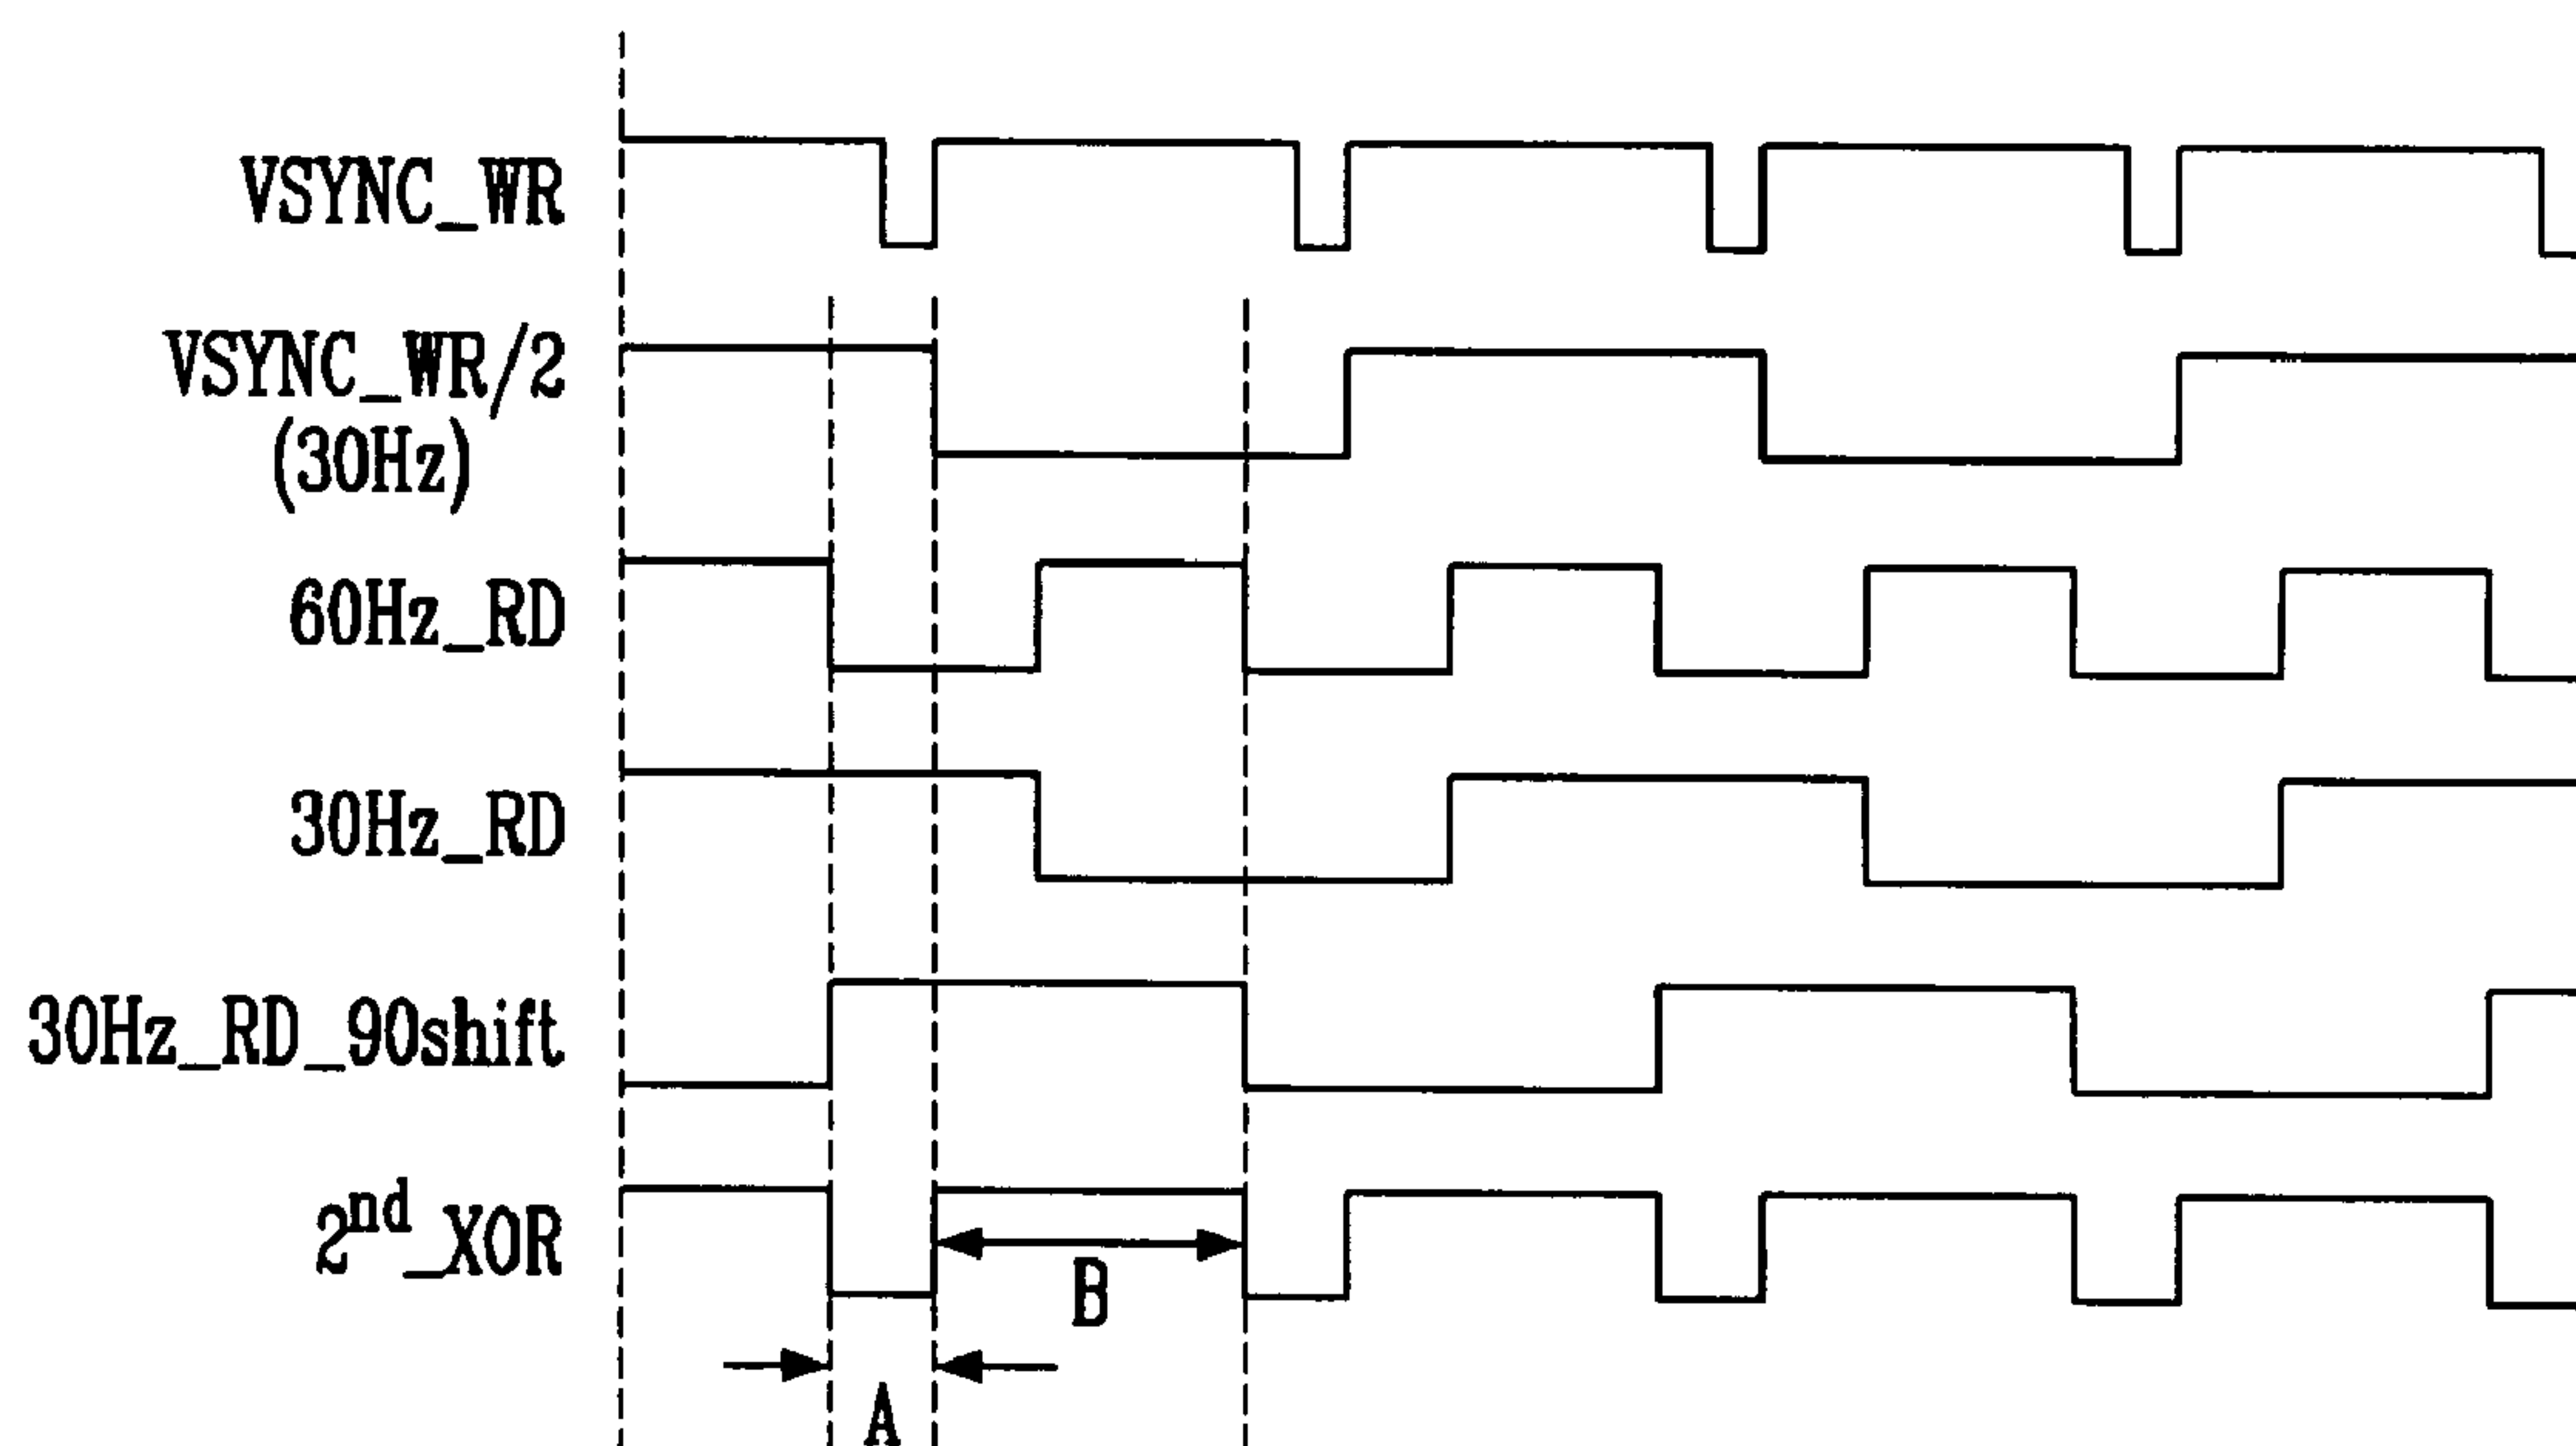 VSYNC_WR
VSYNC_WR/2
(30Hz)
60Hz_RD
30Hz_RD
30Hz_RD_90shift
2nd_XOR
B
A